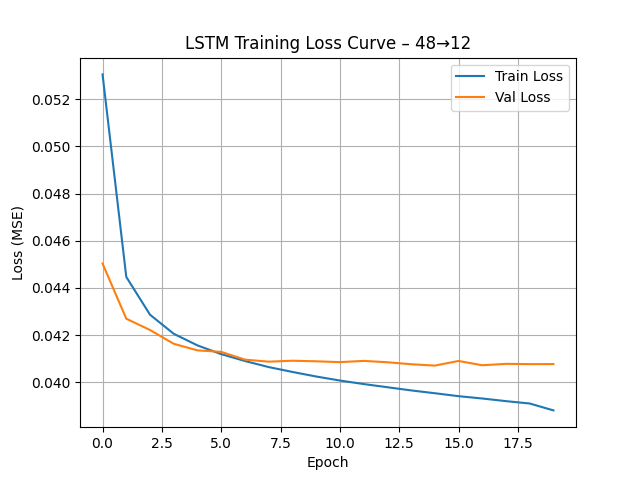 LSTM Training Loss Curve – 48→12
Train Loss
Val Loss
Loss (MSE)
0.052
0.050
0.048
0.046
0.044
0.042
0.040
0.0 2.5 5.0 7.5 10.0 12.5 15.0 17.5
Epoch